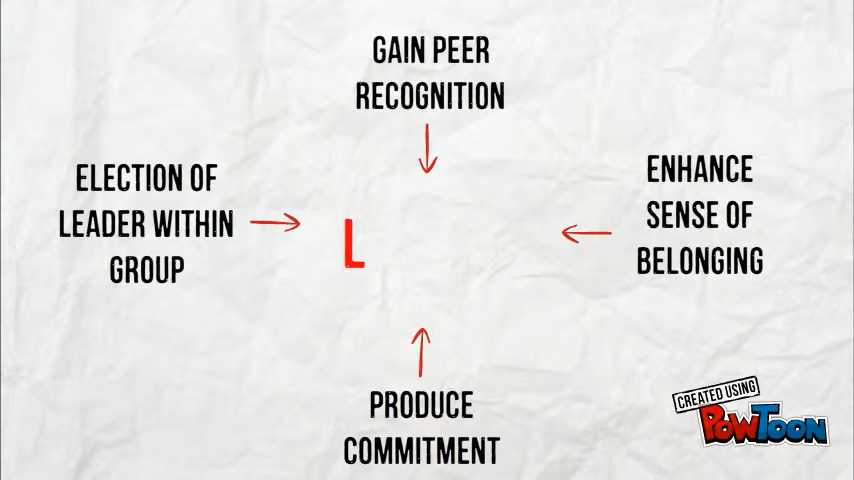 GAIN PEER
RECOGNITION
ELECTION OF
LEADER WITHIN
GROUP
L
ENHANCE
SENSE OF
BELONGING
PRODUCE
COMMITMENT
CREATED USING
POWTOON